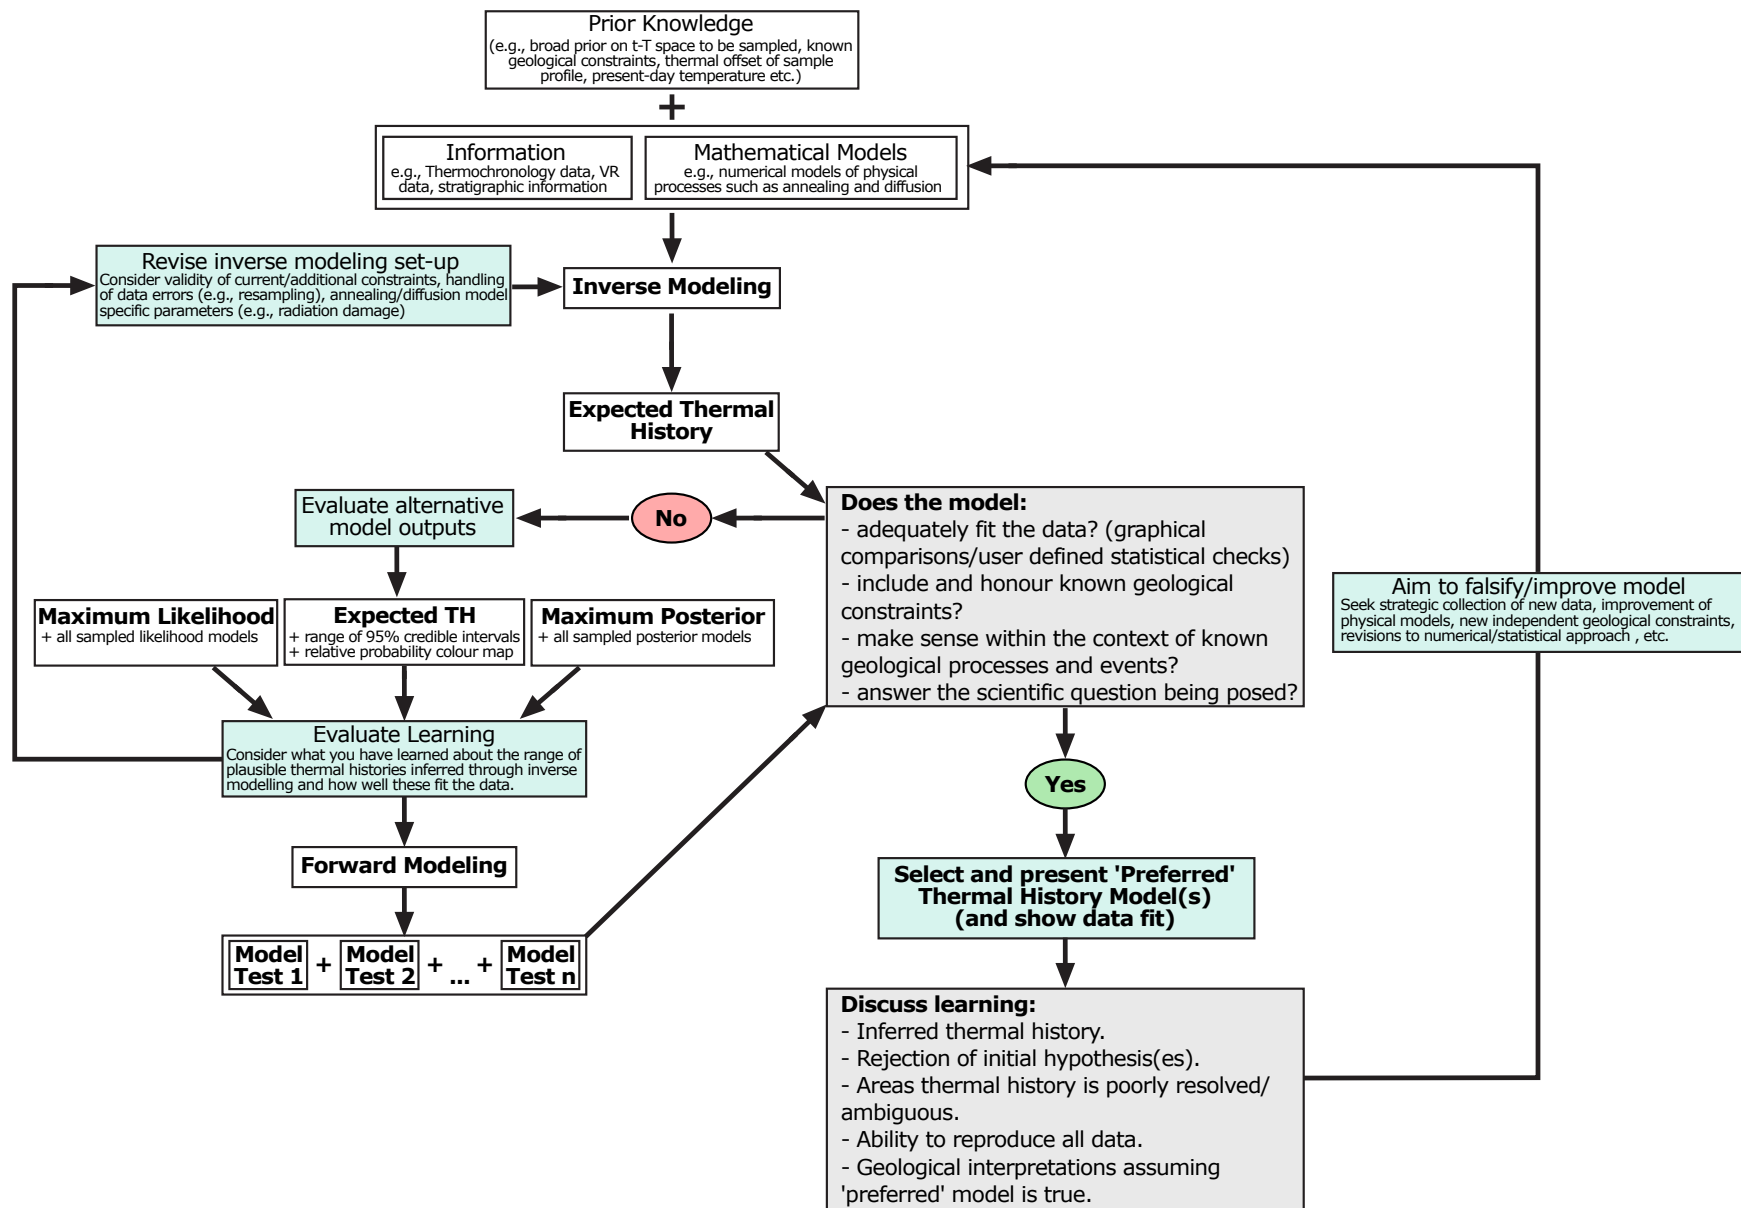 Prior Knowledge
(e.g., broad prior on t-T space to be sampled, known
geological constraints, thermal offset of sample
profile, present-day temperature etc.)
+
Information
e.g., Thermochronology data, VR
data, stratigraphic information
Mathematical Models
e.g., numerical models of physical
processes such as annealing and diffusion
Revise inverse modeling set-up
Consider validity of current/additional constraints, handling
of data errors (e.g., resampling), annealing/diffusion model
specific parameters (e.g., radiation damage)
Inverse Modeling
Expected Thermal
History
Evaluate alternative
model outputs
No
Does the model:
- adequately fit the data? (graphical
comparisons/user defined statistical checks)
- include and honour known geological
constraints?
- make sense within the context of known
geological processes and events?
- answer the scientific question being posed?
Aim to falsify/improve model
Seek strategic collection of new data, improvement of
physical models, new independent geological constraints,
revisions to numerical/statistical approach , etc.
Maximum Likelihood
+ all sampled likelihood models
Expected TH
+ range of 95% credible intervals
+ relative probability colour map
Maximum Posterior
+ all sampled posterior models
Evaluate Learning
Consider what you have learned about the range of
plausible thermal histories inferred through inverse
modelling and how well these fit the data.
Yes
Forward Modeling
Select and present 'Preferred'
Thermal History Model(s)
(and show data fit)
Model
Test 1
+
Model
Test 2
+ ... +
Model
Test n
Discuss learning:
- Inferred thermal history.
- Rejection of initial hypothesis(es).
- Areas thermal history is poorly resolved/
ambiguous.
- Ability to reproduce all data.
- Geological interpretations assuming
'preferred' model is true.